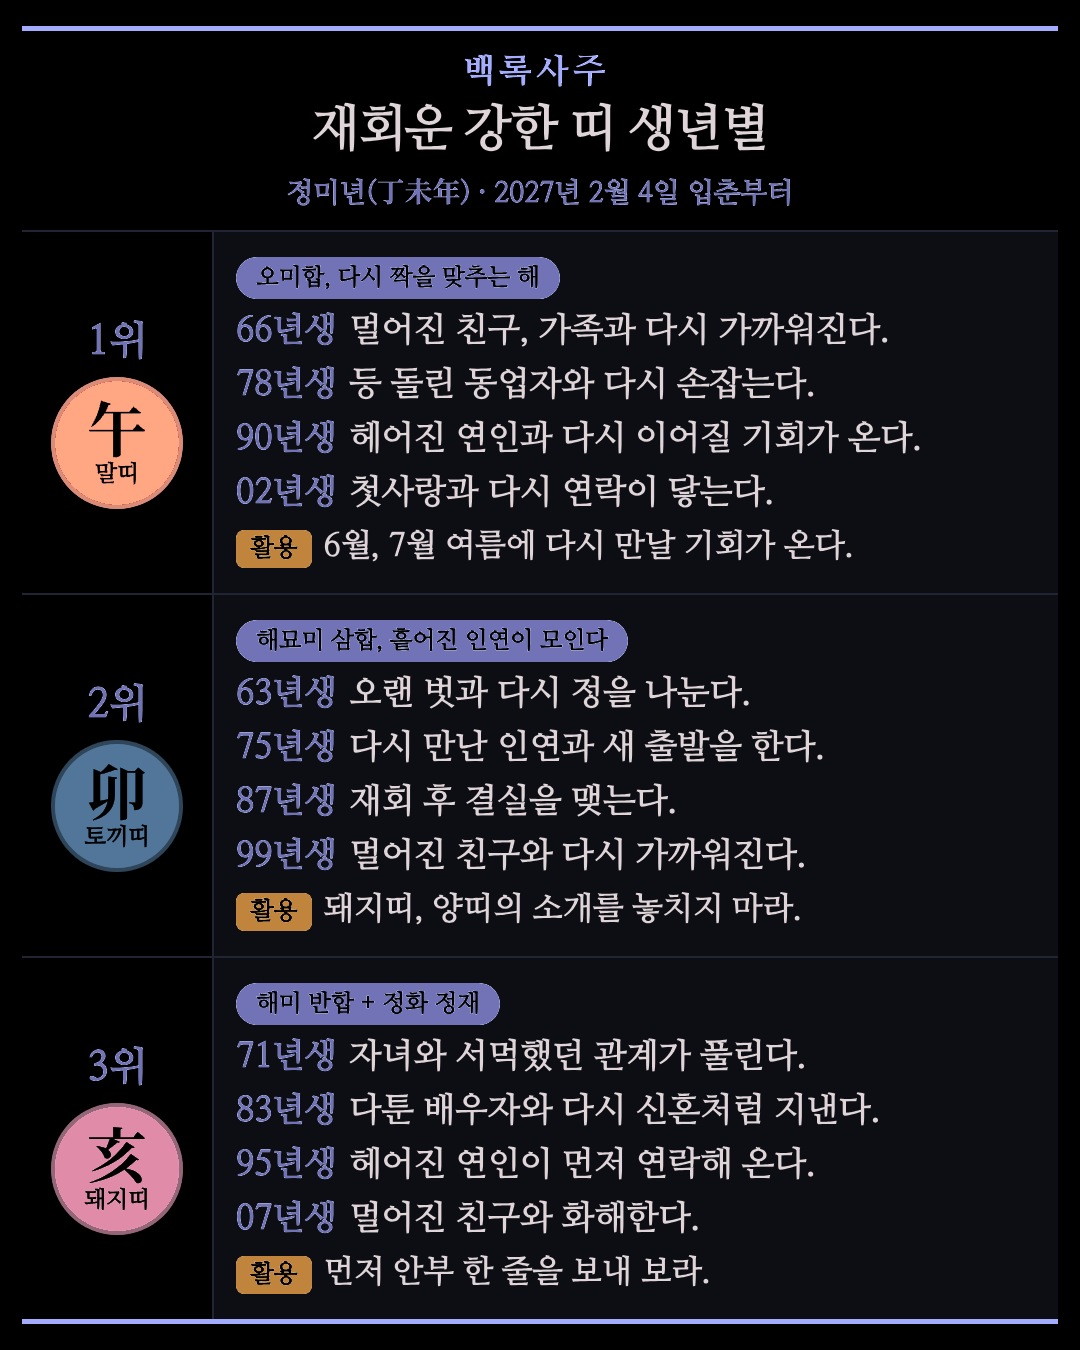 백록사주
재회운 강한 띠 생년별
정미년(丁未年) · 2027년 2월 4일 입춘부터
1위
午
말띠
오미합, 다시 짝을 맞추는 해
66년생 멀어진 친구, 가족과 다시 가까워진다.
78년생 등 돌린 동업자와 다시 손잡는다.
90년생 헤어진 연인과 다시 이어질 기회가 온다.
02년생 첫사랑과 다시 연락이 닿는다.
활용 6월, 7월 여름에 다시 만날 기회가 온다.
2위
卯
토끼띠
해묘미 삼합, 흩어진 인연이 모인다
63년생 오랜 벗과 다시 정을 나눈다.
75년생 다시 만난 인연과 새 출발을 한다.
87년생 재회 후 결실을 맺는다.
99년생 멀어진 친구와 다시 가까워진다.
활용 돼지띠, 양띠의 소개를 놓치지 마라.
3위
亥
돼지띠
해미 반합 + 정화 정재
71년생 자녀와 서먹했던 관계가 풀린다.
83년생 다툰 배우자와 다시 신혼처럼 지낸다.
95년생 헤어진 연인이 먼저 연락해 온다.
07년생 멀어진 친구와 화해한다.
활용 먼저 안부 한 줄을 보내 보라.